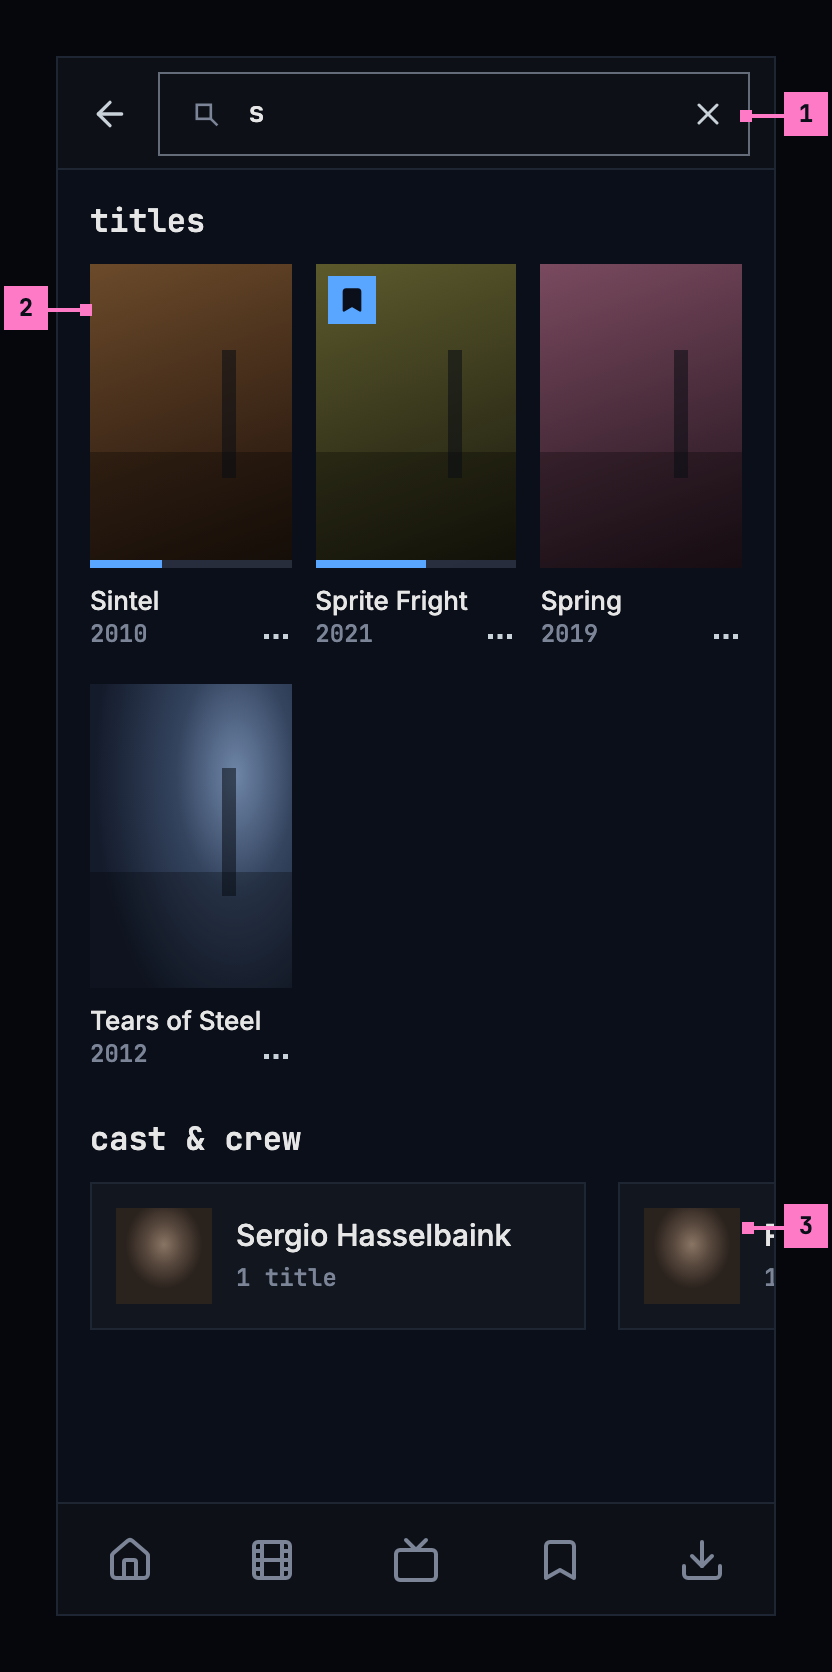 s
1
titles
2
Sintel
2010
Sprite Fright
2021
Spring
2019
Tears of Steel
2012
cast & crew
Sergio Hasselbaink
1 title
3
1